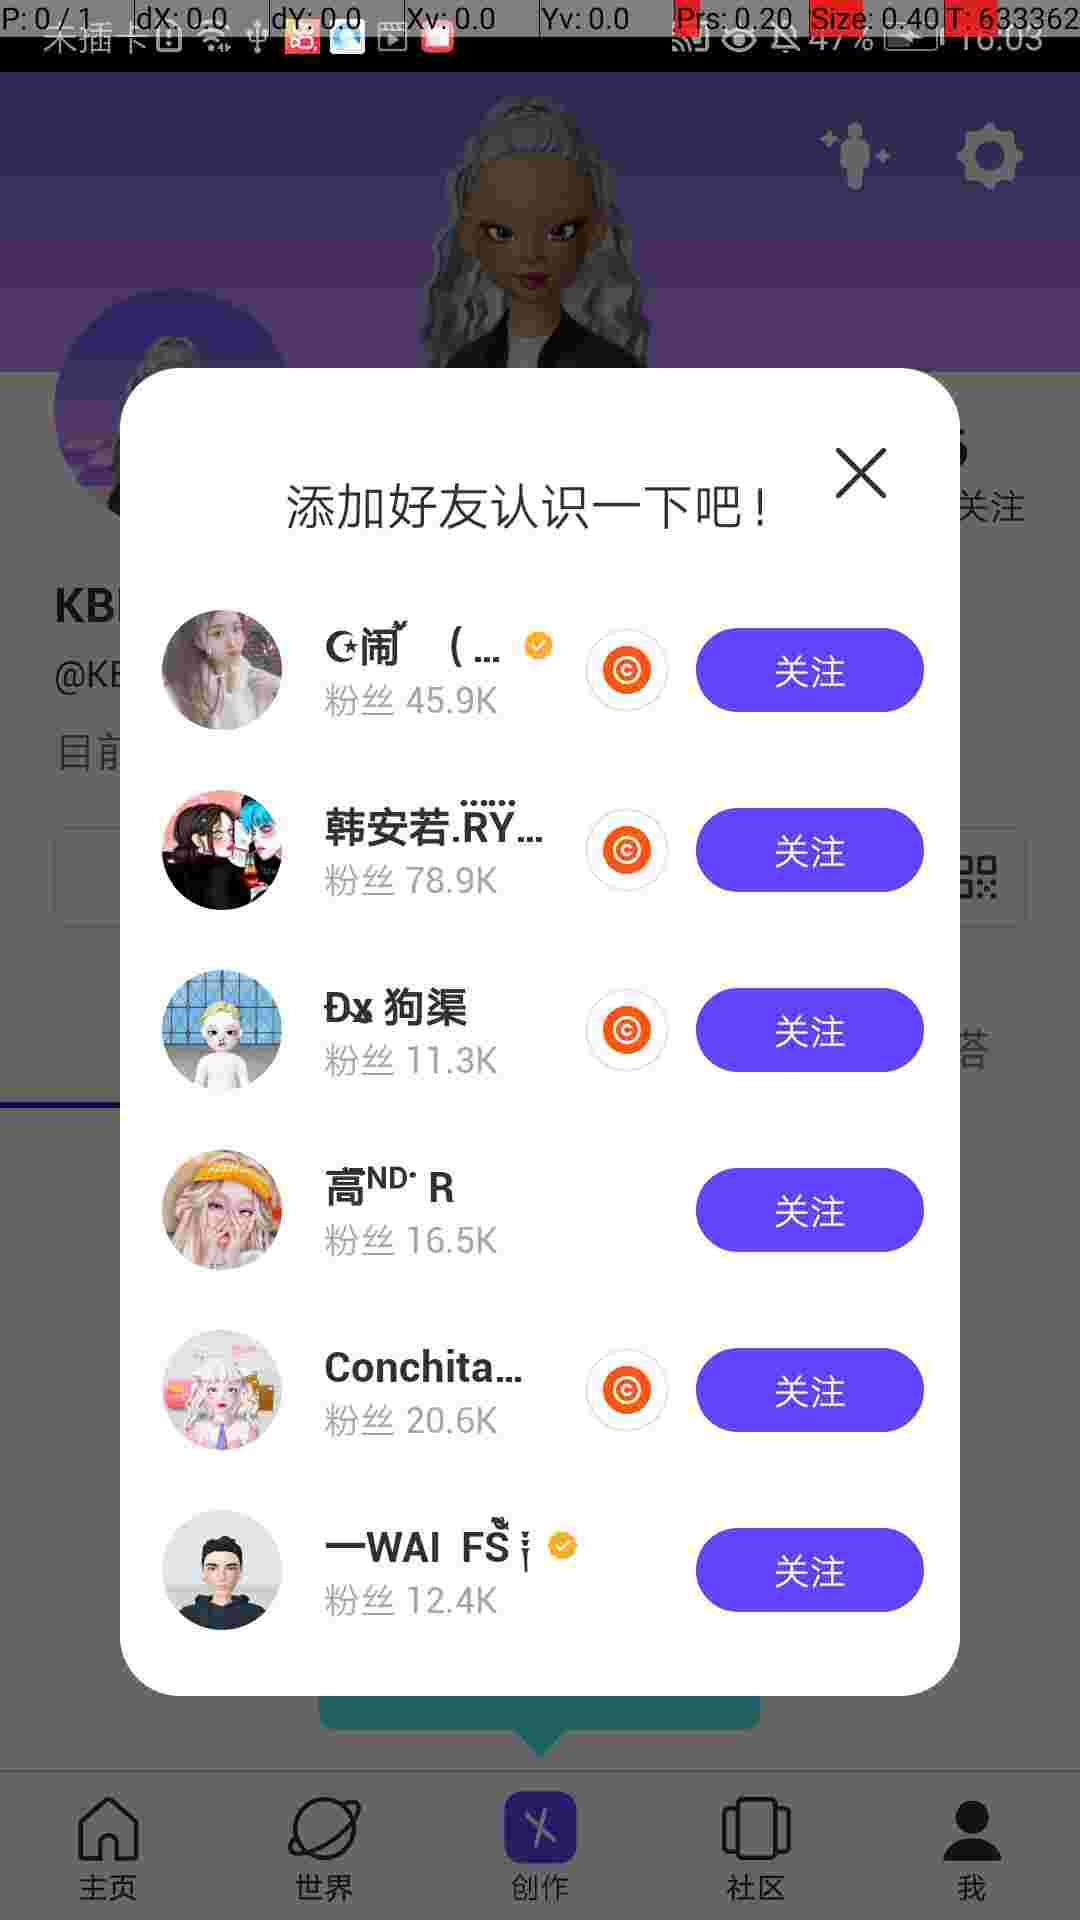 P: 0 / 1 dX: 0.0 dY: 0.0 Xv: 0.0 Yv: 0.0 Prs: 0.20 Size: 0.40 T: 633362
未插卡 47% 16:03
添加好友认识一下吧！
关注
KB
@KB
目前
☪闹 ( ...
粉丝 45.9K
关注
韩安若.RY...
粉丝 78.9K
关注
狗渠
粉丝 11.3K
关注
答
高ᴺᴰ· R
粉丝 16.5K
关注
Conchita...
粉丝 20.6K
关注
一WAI FS
粉丝 12.4K
关注
主页 世界 创作 社区 我